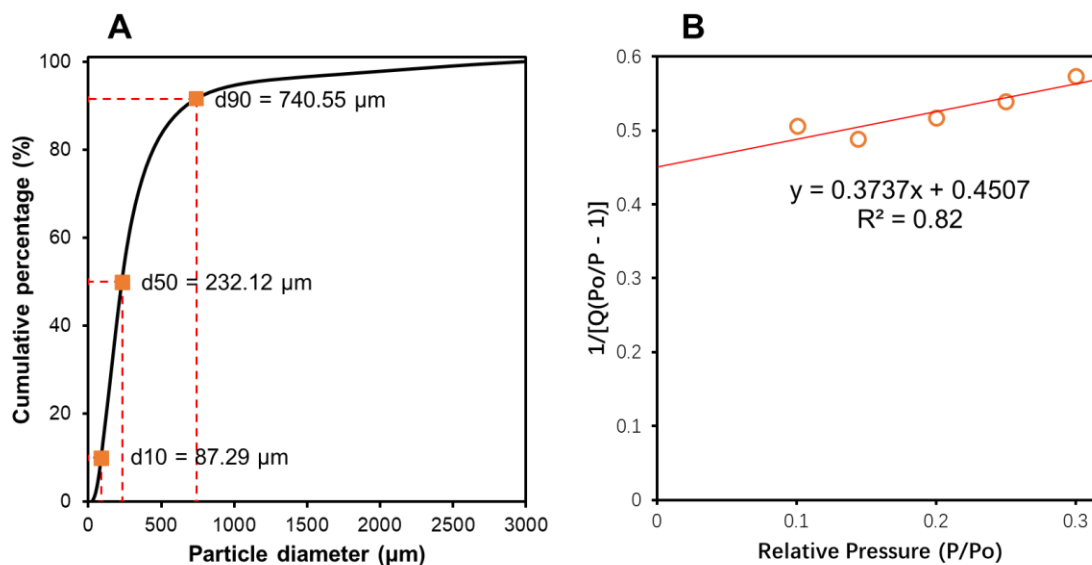 A
100
80
60
40
20
0
Cumulative percentage (%)
d90 = 740.55 µm
d50 = 232.12 µm
d10 = 87.29 µm
0 500 1000 1500 2000 2500 3000
Particle diameter (µm)
B
0.6
0.5
0.4
0.3
0.2
0.1
0
1/[Q(Po/P - 1)]
y = 0.3737x + 0.4507
R² = 0.82
0 0.1 0.2 0.3
Relative Pressure (P/Po)